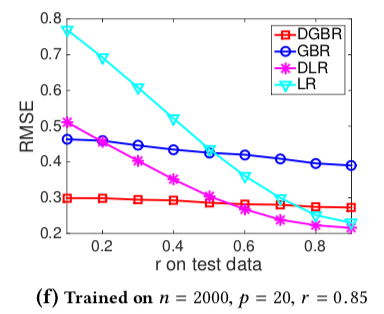 0.8
0.7
0.6
0.5
0.4
0.3
0.2
RMSE
DGBR
GBR
DLR
LR
0.2 0.4 0.6 0.8
r on test data
(f) Trained on n = 2000, p = 20, r = 0.85